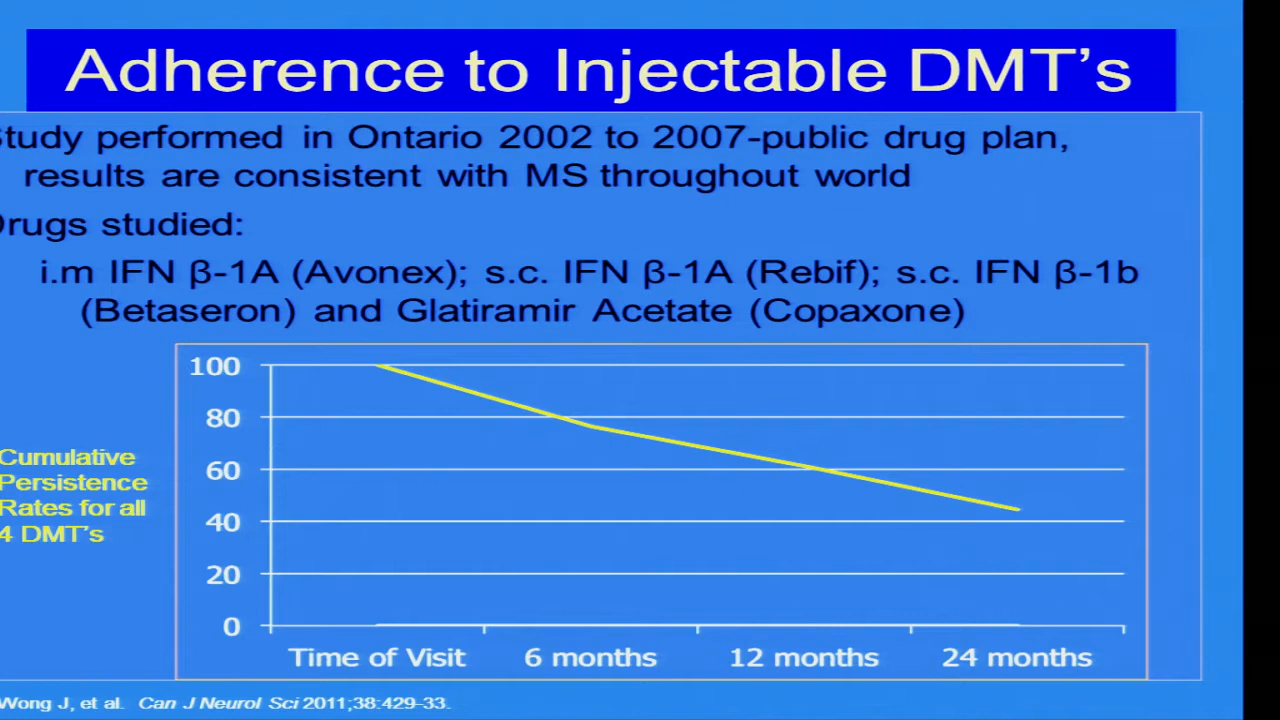 Adherence to Injectable DMT's
Study performed in Ontario 2002 to 2007-public drug plan,
results are consistent with MS throughout world
Drugs studied:
i.m IFN β-1A (Avonex); s.c. IFN β-1A (Rebif); s.c. IFN β-1b
(Betaseron) and Glatiramir Acetate (Copaxone)
100
80
60
40
20
0
Cumulative
Persistence
Rates for all
4 DMT's
Time of Visit 6 months 12 months 24 months
Wong J, et al. Can J Neurol Sci 2011;38:429-33.